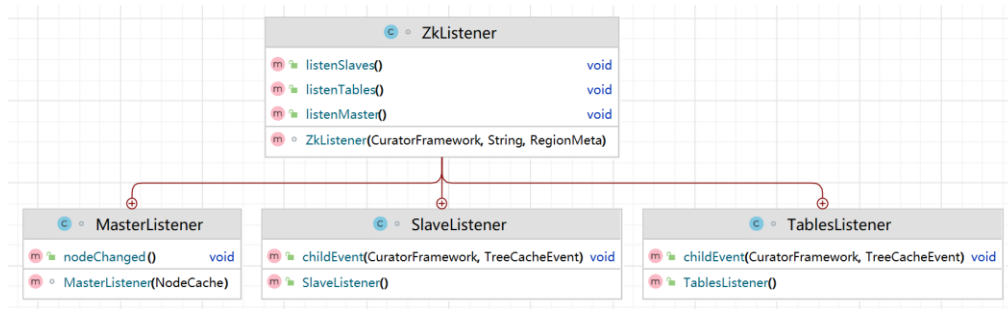 ZkListener
listenSlaves() void
listenTables() void
listenMaster() void
ZkListener(CuratorFramework, String, RegionMeta)
MasterListener
nodeChanged() void
MasterListener(NodeCache)
SlaveListener
childEvent(CuratorFramework, TreeCacheEvent) void
SlaveListener()
TablesListener
childEvent(CuratorFramework, TreeCacheEvent) void
TablesListener()